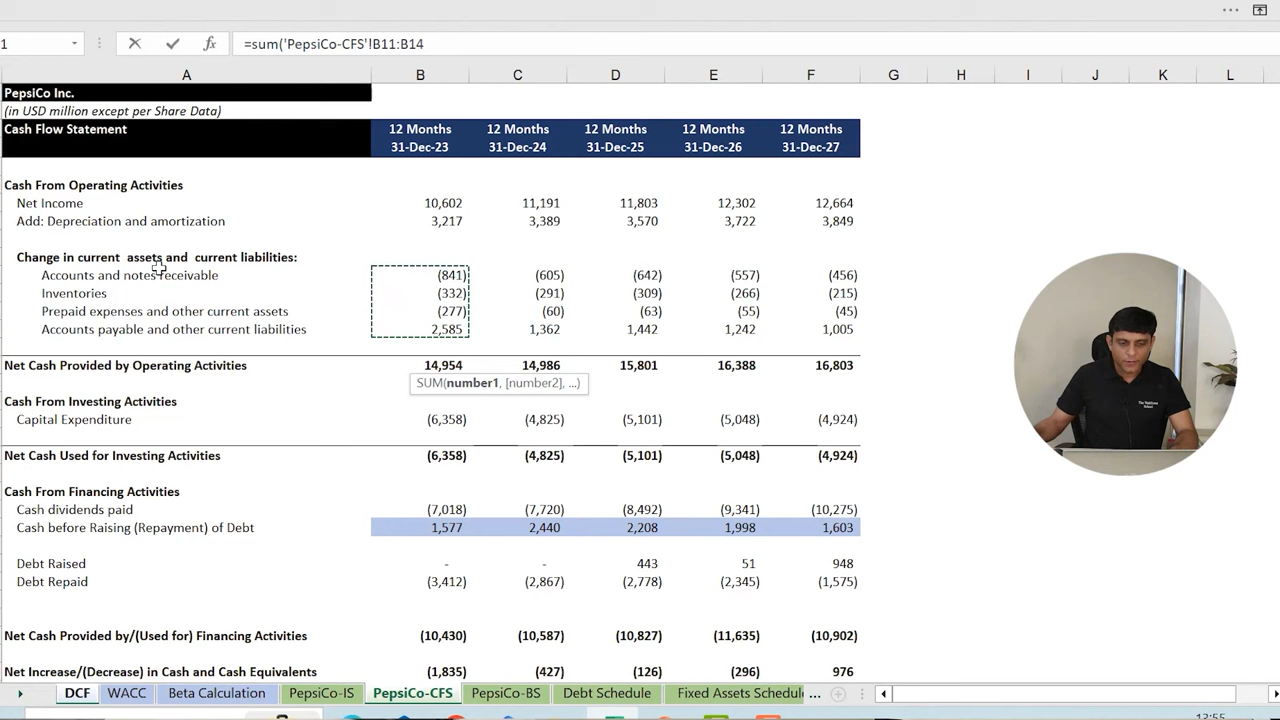 1 =sum('PepsiCo-CFS'!B11:B14
A B C D E F G H I J K L
PepsiCo Inc.
(in USD million except per Share Data)
Cash Flow Statement 12 Months 12 Months 12 Months 12 Months 12 Months
31-Dec-23 31-Dec-24 31-Dec-25 31-Dec-26 31-Dec-27
Cash From Operating Activities
Net Income 10,602 11,191 11,803 12,302 12,664
Add: Depreciation and amortization 3,217 3,389 3,570 3,722 3,849
Change in current assets and current liabilities:
Accounts and notes receivable (841) (605) (642) (557) (456)
Inventories (332) (291) (309) (266) (215)
Prepaid expenses and other current assets (277) (60) (63) (55) (45)
Accounts payable and other current liabilities 2,585 1,362 1,442 1,242 1,005
Net Cash Provided by Operating Activities 14,954 14,986 15,801 16,388 16,803
SUM(number1, [number2], ...)
Cash From Investing Activities
Capital Expenditure (6,358) (4,825) (5,101) (5,048) (4,924)
Net Cash Used for Investing Activities (6,358) (4,825) (5,101) (5,048) (4,924)
Cash From Financing Activities
Cash dividends paid (7,018) (7,720) (8,492) (9,341) (10,275)
Cash before Raising (Repayment) of Debt 1,577 2,440 2,208 1,998 1,603
Debt Raised - - 443 51 948
Debt Repaid (3,412) (2,867) (2,778) (2,345) (1,575)
Net Cash Provided by/(Used for) Financing Activities (10,430) (10,587) (10,827) (11,635) (10,902)
Net Increase/(Decrease) in Cash and Cash Equivalents (1,835) (427) (126) (296) 976
DCF WACC Beta Calculation PepsiCo-IS PepsiCo-CFS PepsiCo-BS Debt Schedule Fixed Assets Schedule ...